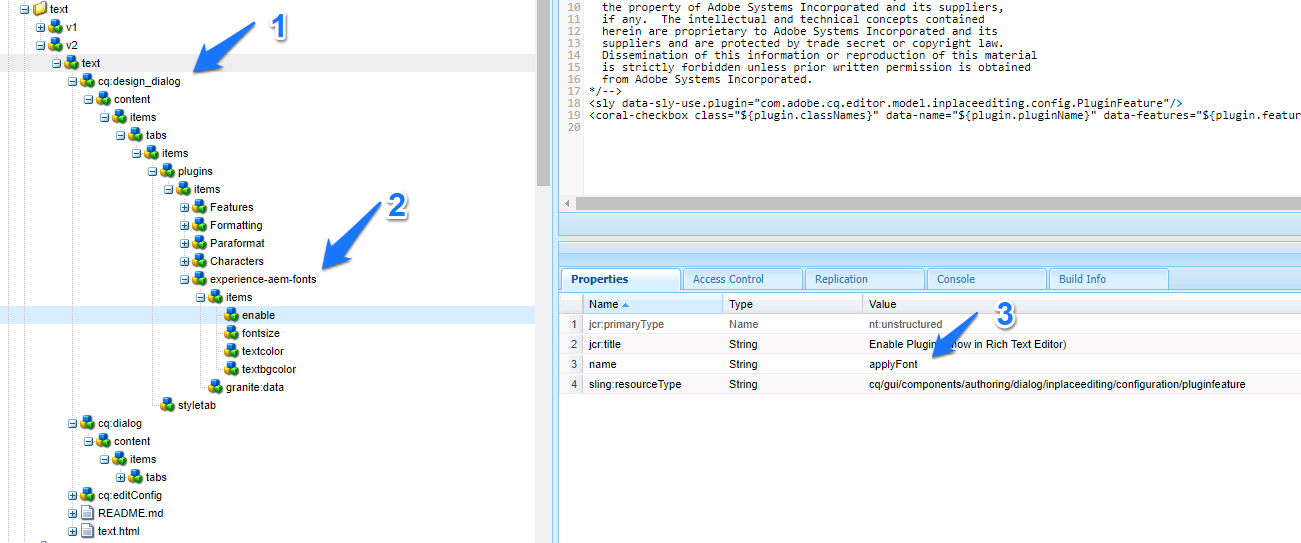 text
v1
v2
text
cq:design_dialog
content
items
tabs
items
plugins
items
Features
Formatting
Paraformat
Characters
experience-aem-fonts
items
enable
fontsize
textcolor
textbgcolor
granite:data
styletab
cq:dialog
content
items
tabs
cq:editConfig
README.md
text.html
1
2
10 the property of Adobe Systems Incorporated and its suppliers,
11 if any.  The intellectual and technical concepts contained
12 herein are proprietary to Adobe Systems Incorporated and its
13 suppliers and are protected by trade secret or copyright law.
14 Dissemination of this information or reproduction of this material
15 is strictly forbidden unless prior written permission is obtained
16 from Adobe Systems Incorporated.
17 */-->
18 <sly data-sly-use.plugin="com.adobe.cq.editor.model.inplaceediting.config.PluginFeature"/>
19 <coral-checkbox class="${plugin.classNames}" data-name="${plugin.pluginName}" data-features="${plugin.featur
20
Properties Access Control Replication Console Build Info
Name Type Value
1 jcr:primaryType Name nt:unstructured
2 jcr:title String Enable Plugin ow in Rich Text Editor)
3 name String applyFont
4 sling:resourceType String cq/gui/components/authoring/dialog/inplaceediting/configuration/pluginfeature
3